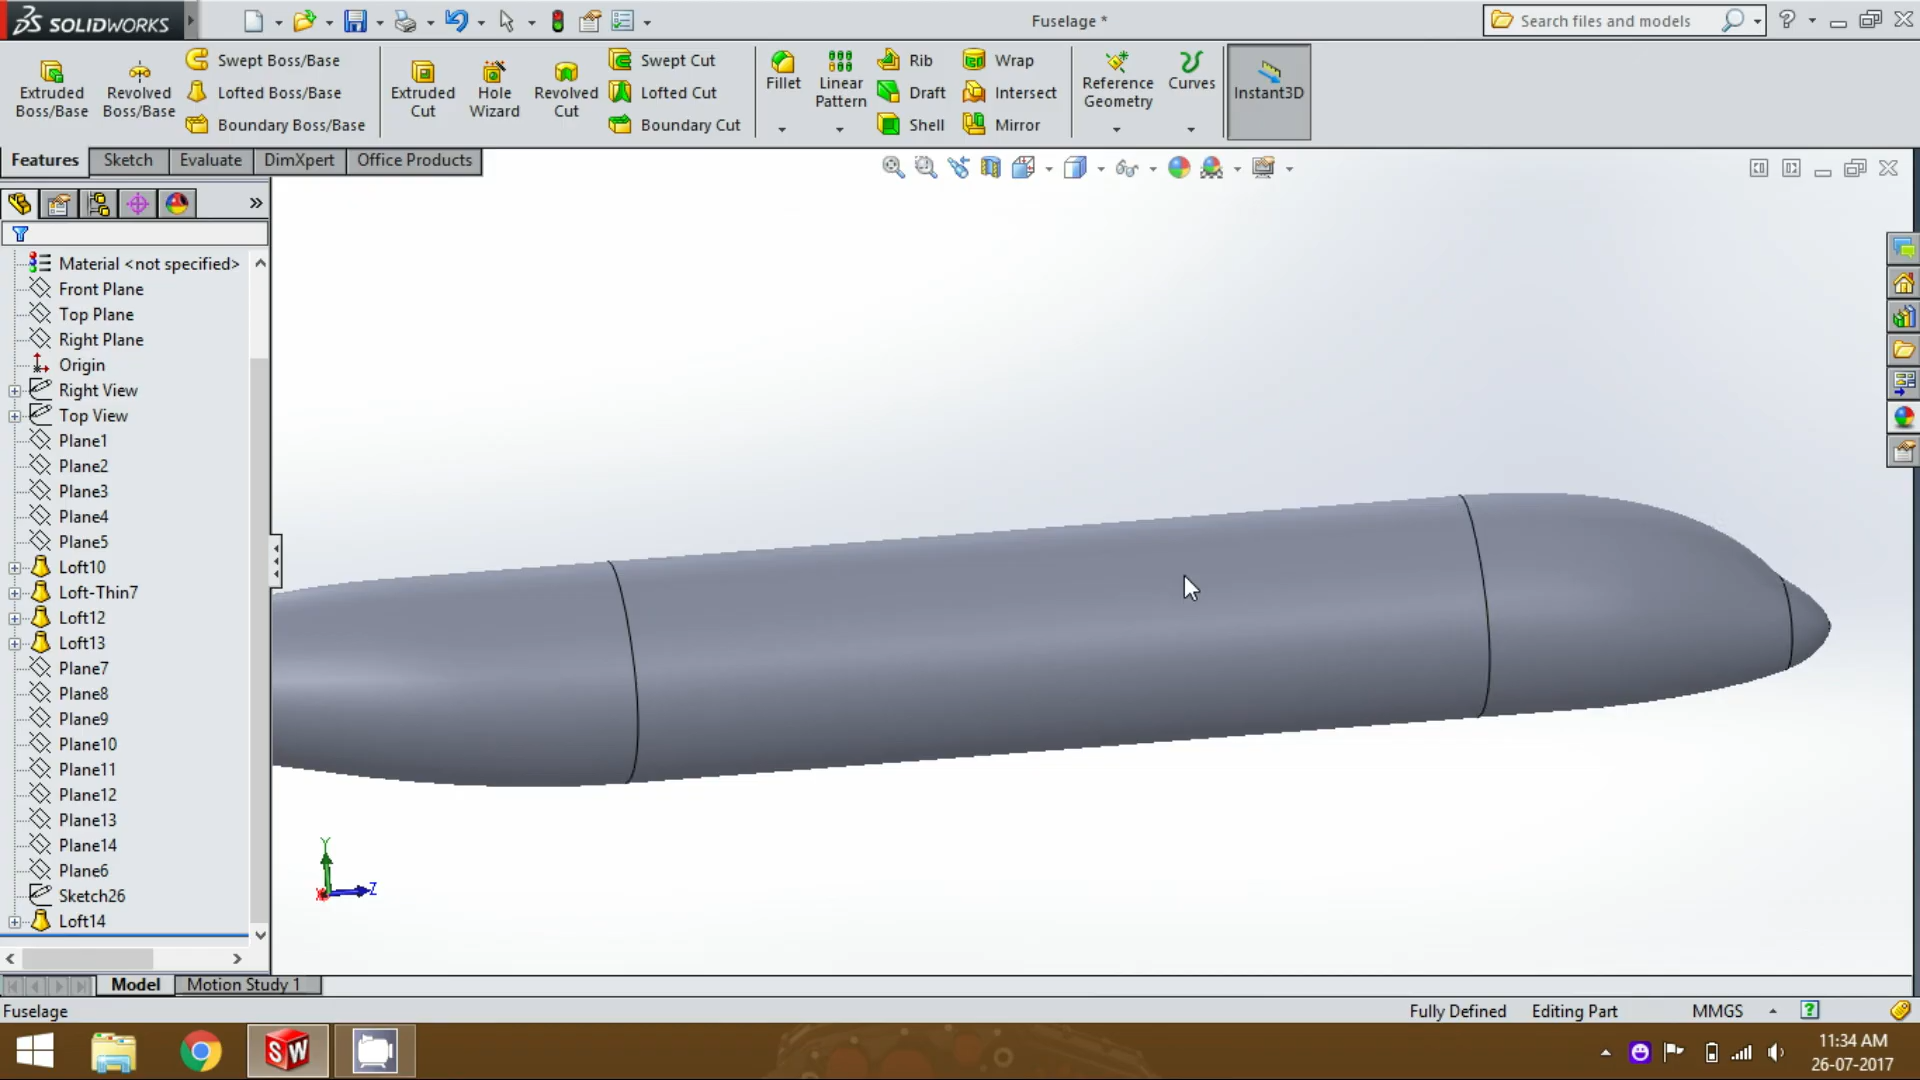 SOLIDWORKS
Fuselage *
Search files and models
Extruded Boss/Base
Revolved Boss/Base
Swept Boss/Base
Lofted Boss/Base
Boundary Boss/Base
Extruded Cut
Hole Wizard
Revolved Cut
Swept Cut
Lofted Cut
Boundary Cut
Fillet
Linear Pattern
Rib
Draft
Shell
Wrap
Intersect
Mirror
Reference Geometry
Curves
Instant3D
Features
Sketch
Evaluate
DimXpert
Office Products
Material <not specified>
Front Plane
Top Plane
Right Plane
Origin
Right View
Top View
Plane1
Plane2
Plane3
Plane4
Plane5
Loft10
Loft-Thin7
Loft12
Loft13
Plane7
Plane8
Plane9
Plane10
Plane11
Plane12
Plane13
Plane14
Plane6
Sketch26
Loft14
Y
Z
Model
Motion Study 1
Fuselage
Fully Defined
Editing Part
MMGS
SW
11:34 AM
26-07-2017